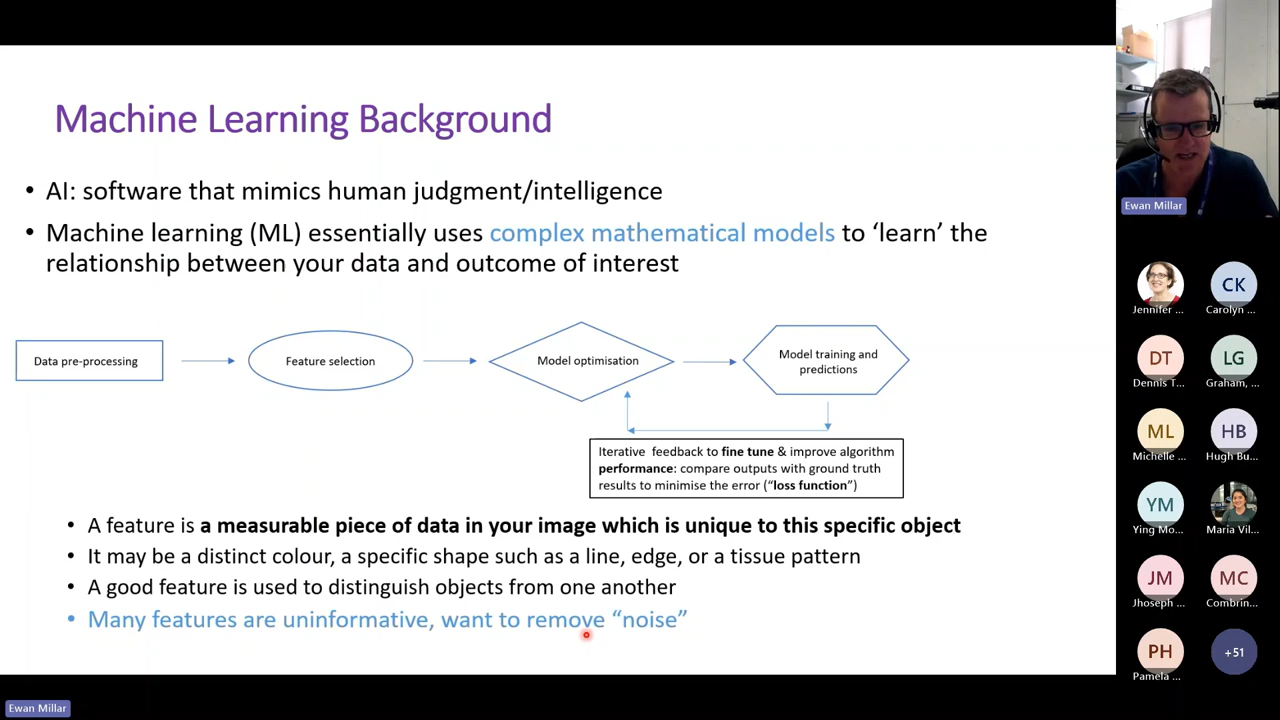 Machine Learning Background
• AI: software that mimics human judgment/intelligence
• Machine learning (ML) essentially uses complex mathematical models to ‘learn’ the
relationship between your data and outcome of interest
Data pre-processing
Feature selection
Model optimisation
Model training and
predictions
Iterative feedback to fine tune & improve algorithm
performance: compare outputs with ground truth
results to minimise the error (“loss function”)
• A feature is a measurable piece of data in your image which is unique to this specific object
• It may be a distinct colour, a specific shape such as a line, edge, or a tissue pattern
• A good feature is used to distinguish objects from one another
• Many features are uninformative, want to remove “noise”
Ewan Millar
Ewan Millar
Jennifer ...
CK
Carolyn ...
DT
Dennis T...
LG
Graham, ...
ML
Michelle ...
HB
Hugh Bu...
YM
Ying Mo...
Maria Vil...
JM
Jhoseph ...
MC
Combrin...
PH
Pamela ...
+51